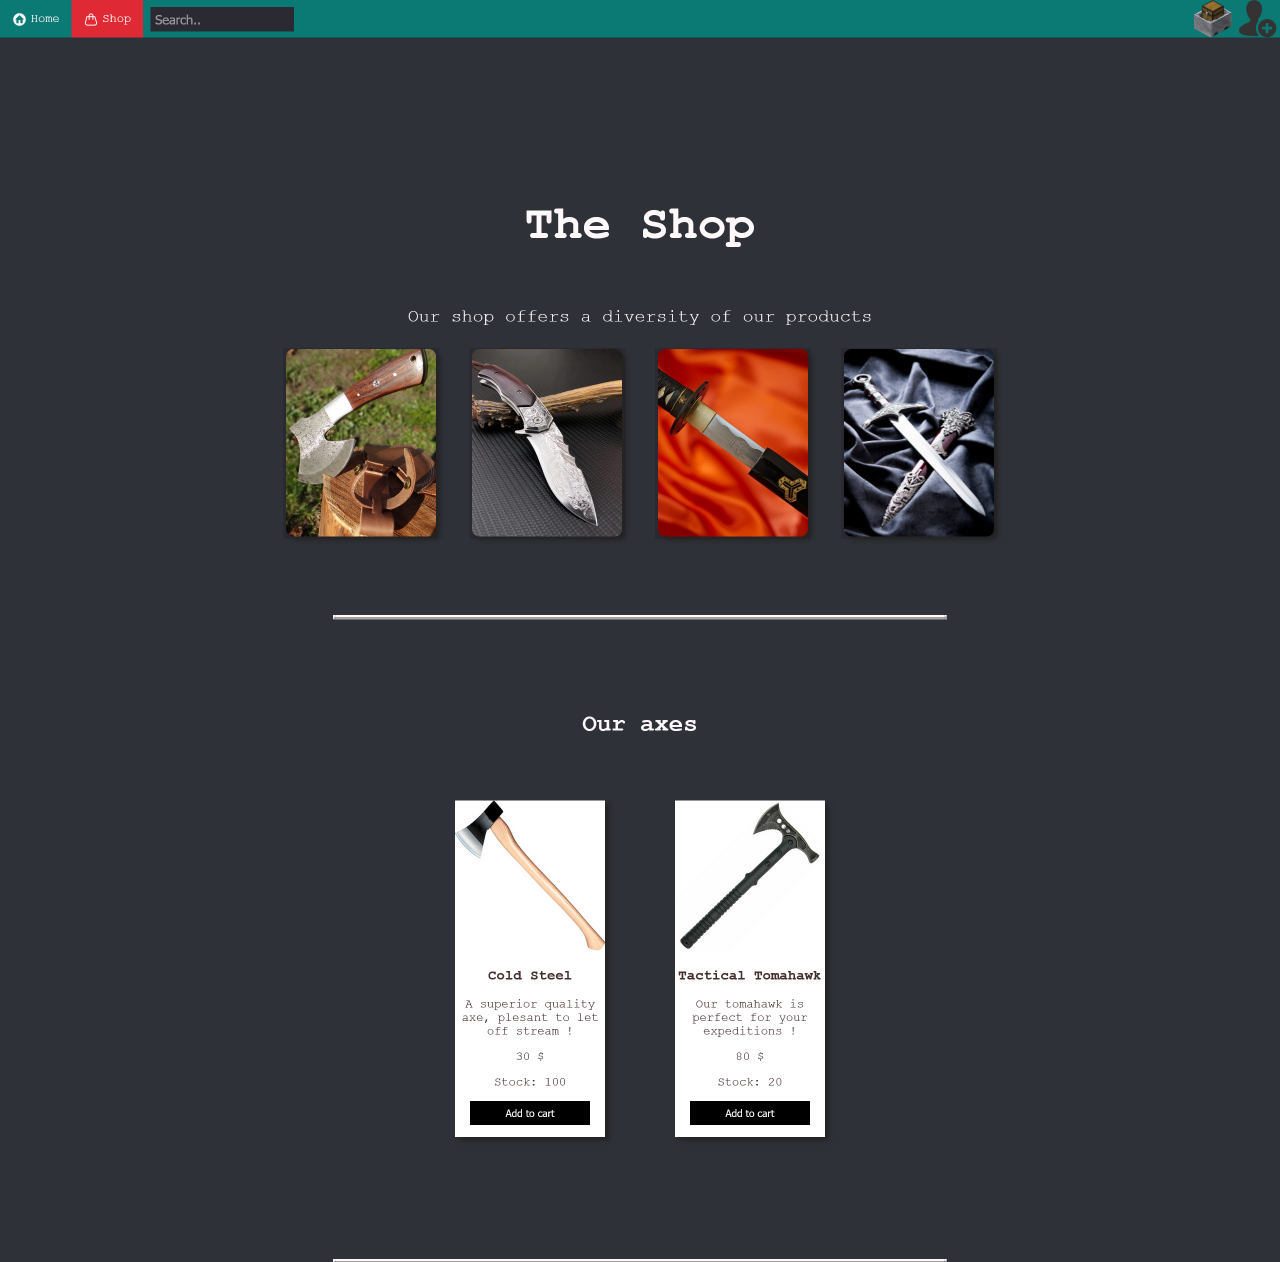 Home
Shop
Search..
The Shop
Our shop offers a diversity of our products
Our axes
Cold Steel
A superior quality
axe, plesant to let
off stream !
30 $
Stock: 100
Add to cart
Tactical Tomahawk
Our tomahawk is
perfect for your
expeditions !
80 $
Stock: 20
Add to cart